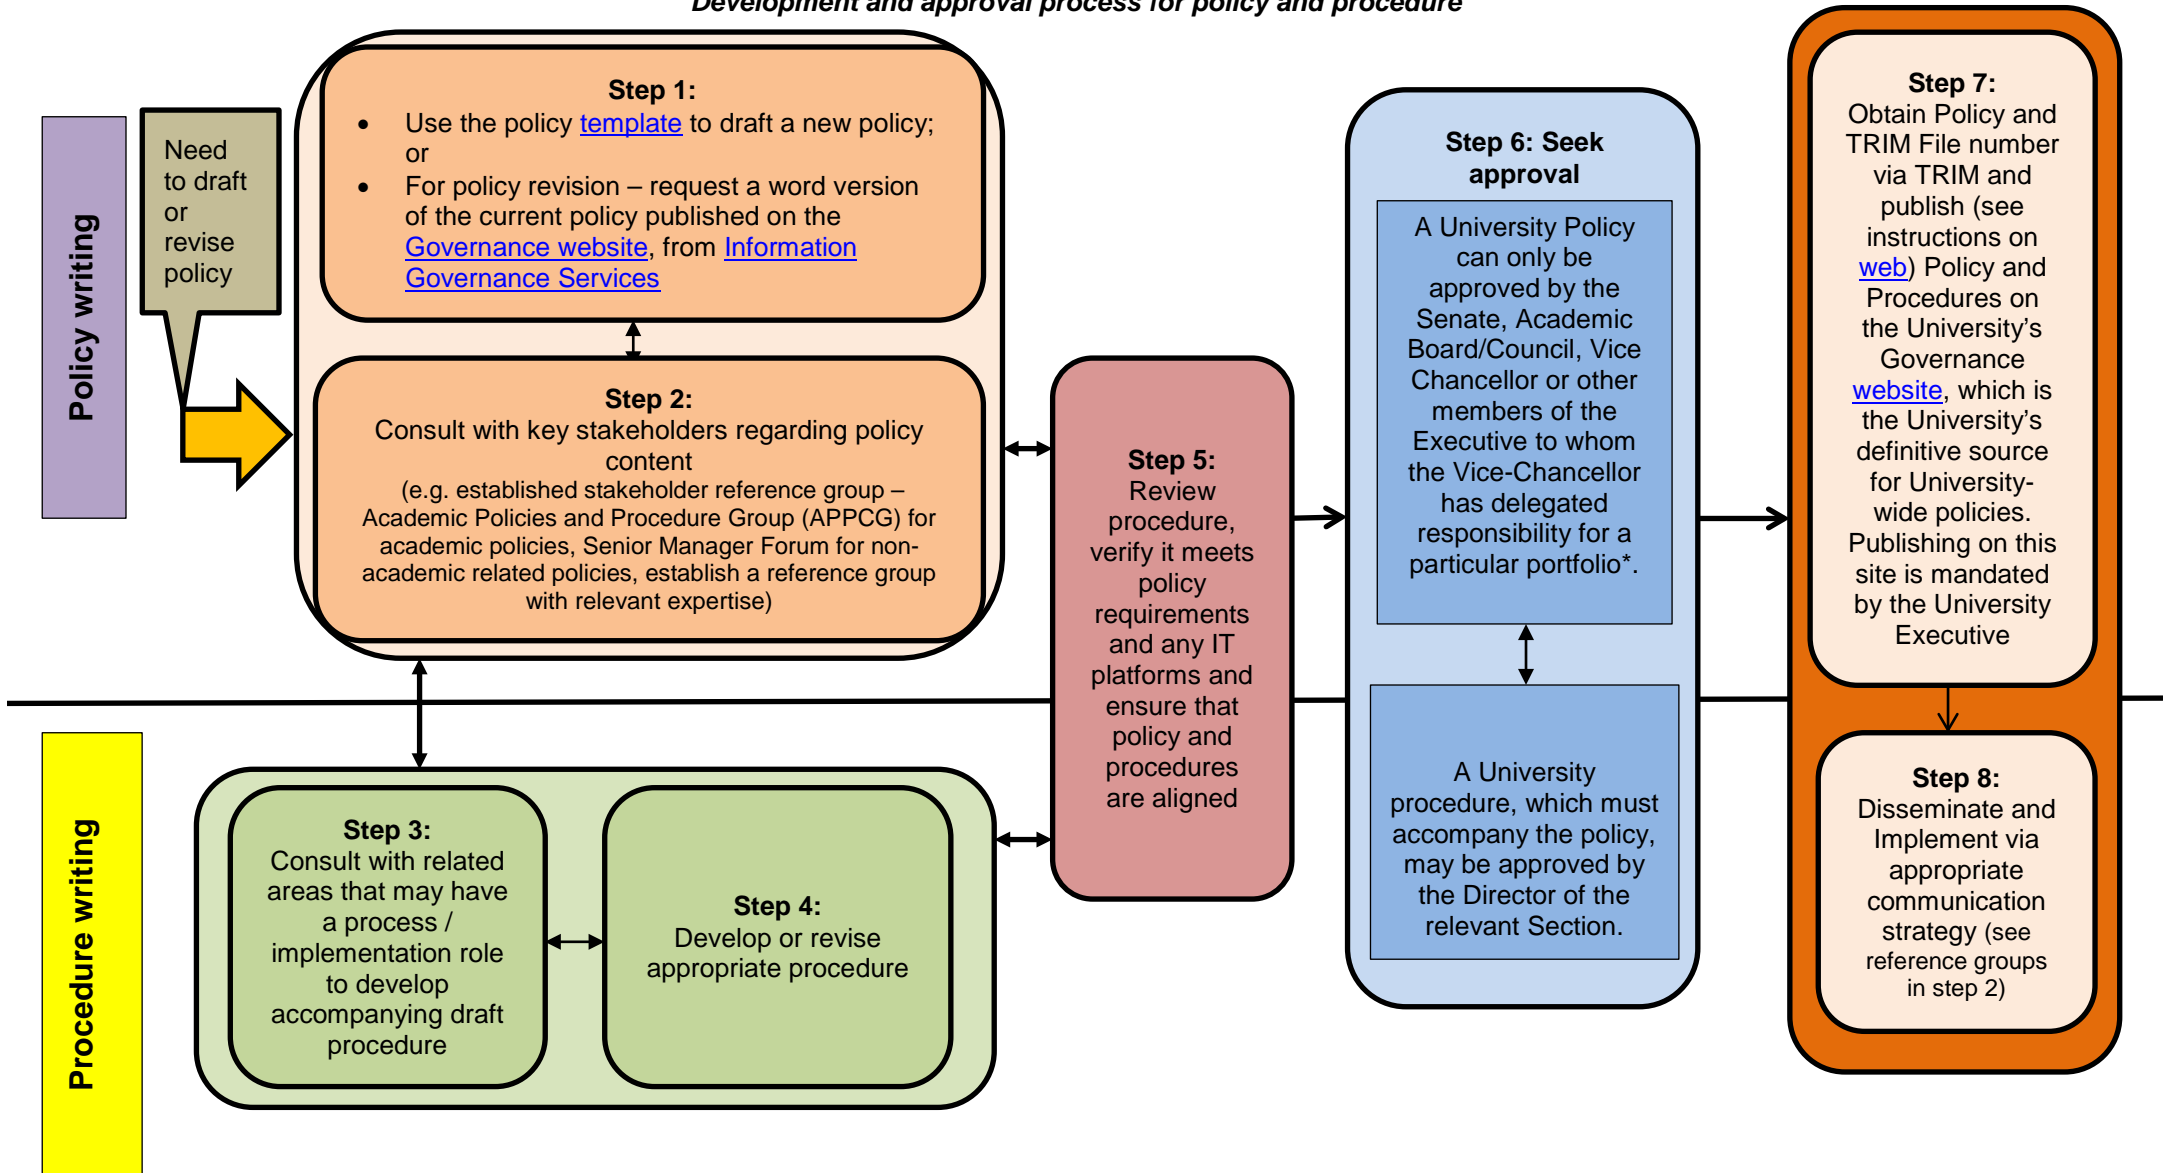 Development and approval process for policy and procedure
Policy writing
Need
to draft
or
revise
policy
Step 1:
• Use the policy template to draft a new policy;
or
• For policy revision – request a word version
of the current policy published on the
Governance website, from Information
Governance Services
Step 2:
Consult with key stakeholders regarding policy
content
(e.g. established stakeholder reference group –
Academic Policies and Procedure Group (APPCG) for
academic policies, Senior Manager Forum for non-
academic related policies, establish a reference group
with relevant expertise)
Procedure writing
Step 3:
Consult with related
areas that may have
a process /
implementation role
to develop
accompanying draft
procedure
Step 4:
Develop or revise
appropriate procedure
Step 5:
Review
procedure,
verify it meets
policy
requirements
and any IT
platforms and
ensure that
policy and
procedures
are aligned
Step 6: Seek
approval
A University Policy
can only be
approved by the
Senate, Academic
Board/Council, Vice
Chancellor or other
members of the
Executive to whom
the Vice-Chancellor
has delegated
responsibility for a
particular portfolio*.
A University
procedure, which must
accompany the policy,
may be approved by
the Director of the
relevant Section.
Step 7:
Obtain Policy and
TRIM File number
via TRIM and
publish (see
instructions on
web) Policy and
Procedures on
the University’s
Governance
website, which is
the University’s
definitive source
for University-
wide policies.
Publishing on this
site is mandated
by the University
Executive
Step 8:
Disseminate and
Implement via
appropriate
communication
strategy (see
reference groups
in step 2)